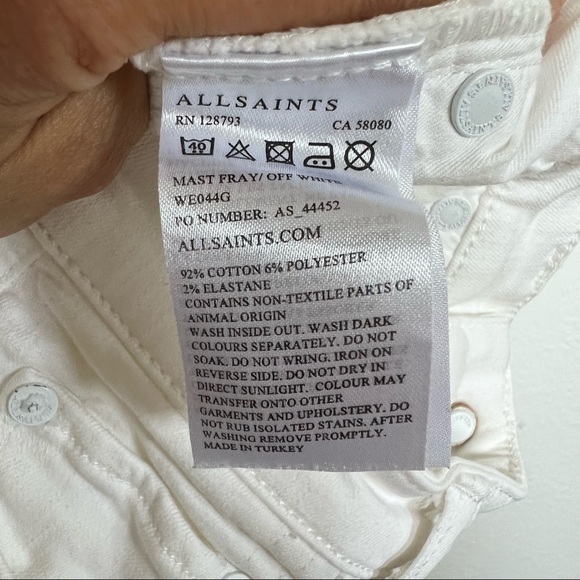 ALLSAINTS
RN 128793 CA 58080
40
MAST FRAY/ OFF WHITE
WE044G
PO NUMBER: AS_44452
ALLSAINTS.COM
92% COTTON 6% POLYESTER
2% ELASTANE
CONTAINS NON-TEXTILE PARTS OF
ANIMAL ORIGIN
WASH INSIDE OUT. WASH DARK
COLOURS SEPARATELY. DO NOT
SOAK. DO NOT WRING. IRON ON
REVERSE SIDE. DO NOT DRY IN
DIRECT SUNLIGHT. COLOUR MAY
TRANSFER ONTO OTHER
GARMENTS AND UPHOLSTERY. DO
NOT RUB ISOLATED STAINS. AFTER
WASHING REMOVE PROMPTLY.
MADE IN TURKEY